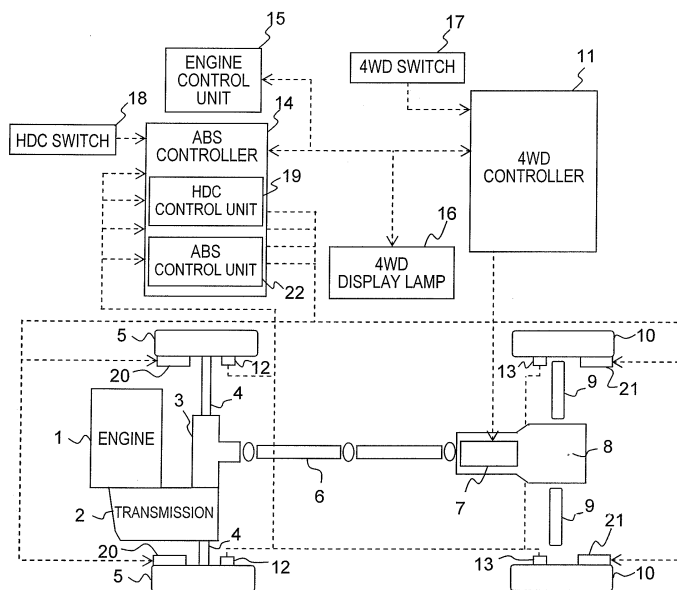 15
17
ENGINE
CONTROL
UNIT
4WD SWITCH
11
18
14
HDC SWITCH
ABS
CONTROLLER
4WD
CONTROLLER
19
HDC
CONTROL UNIT
16
ABS
CONTROL UNIT
4WD
DISPLAY LAMP
22
5
10
20
12
13
21
3
4
9
1
ENGINE
8
6
7
2
TRANSMISSION
9
20
4
21
12
13
5
10